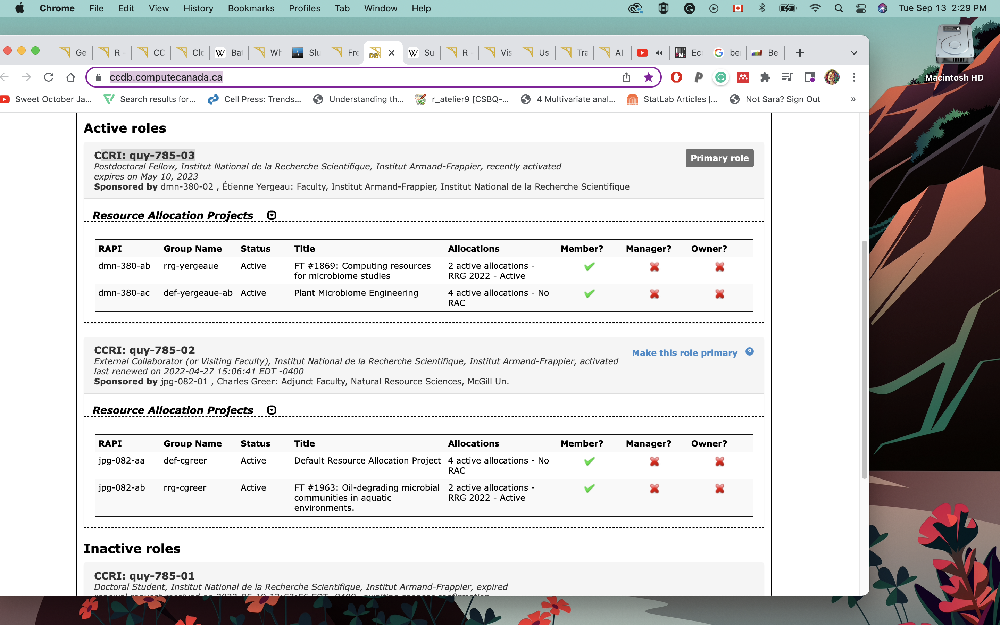 Chrome File Edit View History Bookmarks Profiles Tab Window Help Tue Sep 13 2:29 PM
Ge R - CC Clo Bat Wh Slu Fre DB Su R - Vis Us Tra AI Ec be Be
ccdb.computecanada.ca
Macintosh HD
Sweet October Ja... Search results for... Cell Press: Trends... Understanding th... r_atelier9 [CSBQ-... 4 Multivariate anal... StatLab Articles |... Not Sara? Sign Out »
Active roles
CCRI: quy-785-03
Primary role
Postdoctoral Fellow, Institut National de la Recherche Scientifique, Institut Armand-Frappier, recently activated
expires on May 10, 2023
Sponsored by dmn-380-02 , Étienne Yergeau: Faculty, Institut Armand-Frappier, Institut National de la Recherche Scientifique
Resource Allocation Projects
RAPI Group Name Status Title Allocations Member? Manager? Owner?
dmn-380-ab rrg-yergeaue Active FT #1869: Computing resources 2 active allocations -
for microbiome studies RRG 2022 - Active
dmn-380-ac def-yergeaue-ab Active Plant Microbiome Engineering 4 active allocations - No
RAC
CCRI: quy-785-02
Make this role primary ?
External Collaborator (or Visiting Faculty), Institut National de la Recherche Scientifique, Institut Armand-Frappier, activated
last renewed on 2022-04-27 15:06:41 EDT -0400
Sponsored by jpg-082-01 , Charles Greer: Adjunct Faculty, Natural Resource Sciences, McGill Un.
Resource Allocation Projects
RAPI Group Name Status Title Allocations Member? Manager? Owner?
jpg-082-aa def-cgreer Active Default Resource Allocation Project 4 active allocations - No
RAC
jpg-082-ab rrg-cgreer Active FT #1963: Oil-degrading microbial 2 active allocations -
communities in aquatic RRG 2022 - Active
environments.
Inactive roles
CCRI: quy-785-01
Doctoral Student, Institut National de la Recherche Scientifique, Institut Armand-Frappier, expired